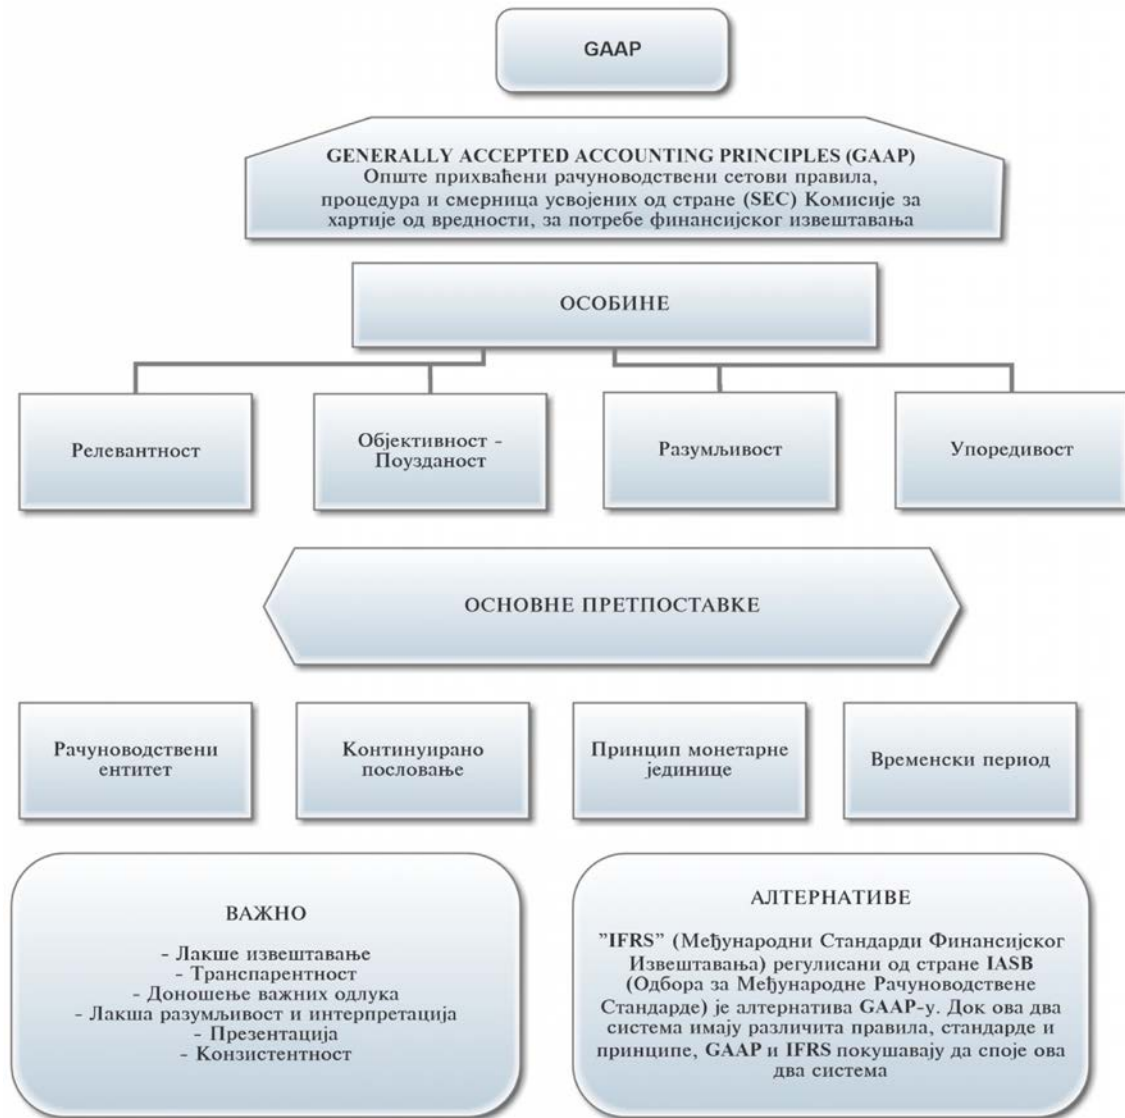 GAAP
GENERALLY ACCEPTED ACCOUNTING PRINCIPLES (GAAP)
Опште прихваћени рачуноводствени сетови правила,
процедура и смерница усвојених од стране (SEC) Комисије за
хартије од вредности, за потребе финансијског извештавања
ОСОБИНЕ
Релевантност
Објективност -
Поузданост
Разумљивост
Упоредивост
ОСНОВНЕ ПРЕТПОСТАВКЕ
Рачуноводствени
ентитет
Континуирано
пословање
Принцип монетарне
јединице
Временски период
ВАЖНО
- Лакше извештавање
- Транспарентност
- Доношење важних одлука
- Лакша разумљивост и интерпретација
- Презентација
- Конзистентност
АЛТЕРНАТИВЕ
"IFRS" (Међународни Стандарди Финансијског
Извештавања) регулисани од стране IASB
(Одбора за Међународне Рачуноводствене
Стандарде) је алтернатива GAAP-у. Док ова два
система имају различита правила, стандарде и
принципе, GAAP и IFRS покушавају да споје ова
два система